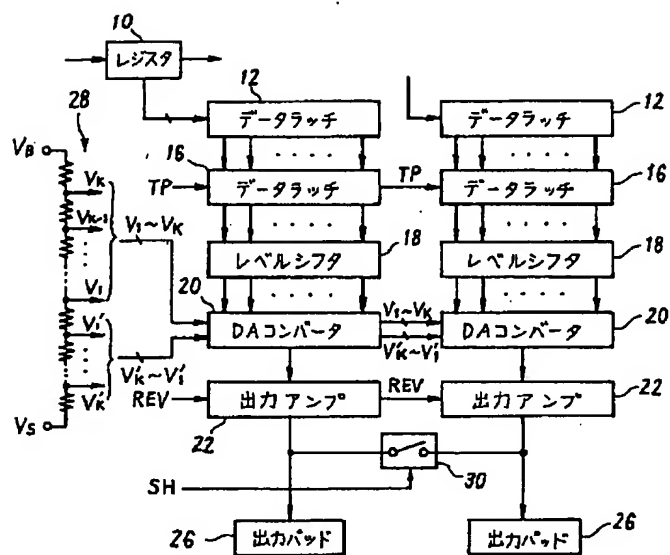 10
レジスタ
28
12
データラッチ
12
データラッチ
VB
16
TP
データラッチ
TP
16
データラッチ
VK
VK-1
V1
V1~VK
18
レベルシフタ
18
レベルシフタ
20
DAコンバータ
V1~VK
V'K~V'1
20
DAコンバータ
V1'
VK'
V'K~V'1
REV
出力アンプ
22
REV
出力アンプ
22
VS
SH
30
26
出力パッド
出力パッド
26